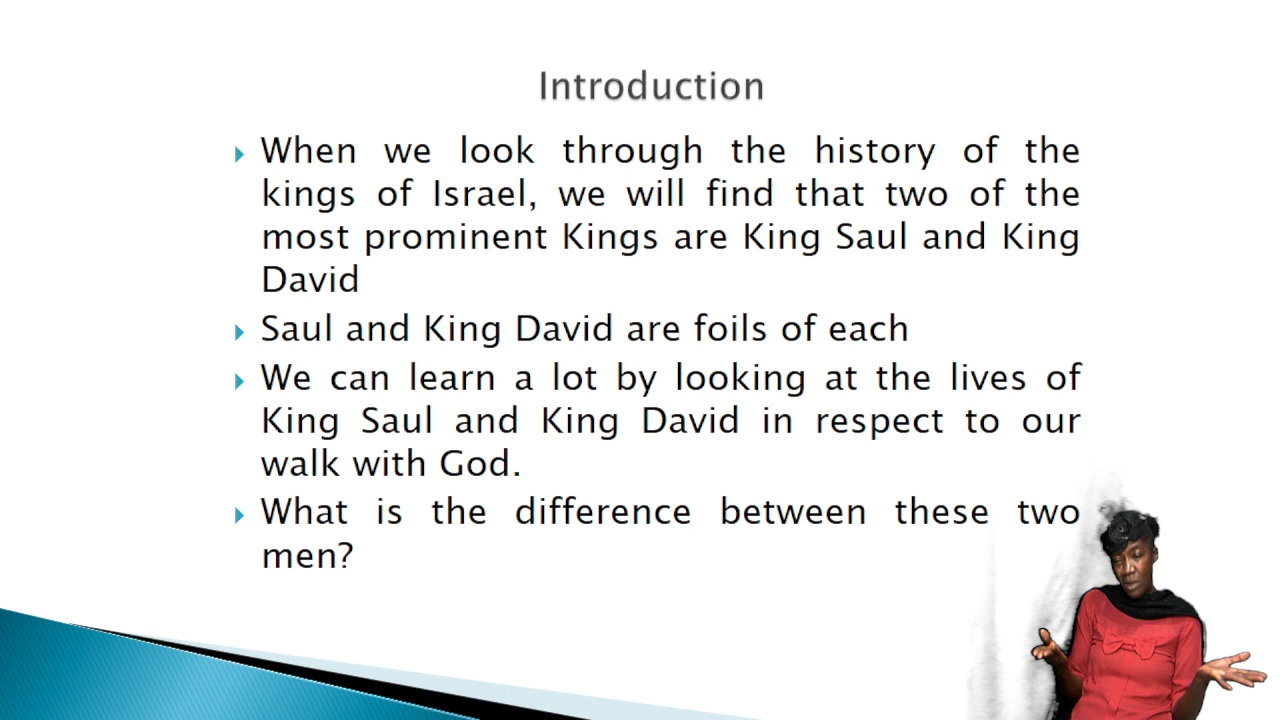 Introduction
When we look through the history of the
kings of Israel, we will find that two of the
most prominent Kings are King Saul and King
David
Saul and King David are foils of each
We can learn a lot by looking at the lives of
King Saul and King David in respect to our
walk with God.
What is the difference between these two
men?